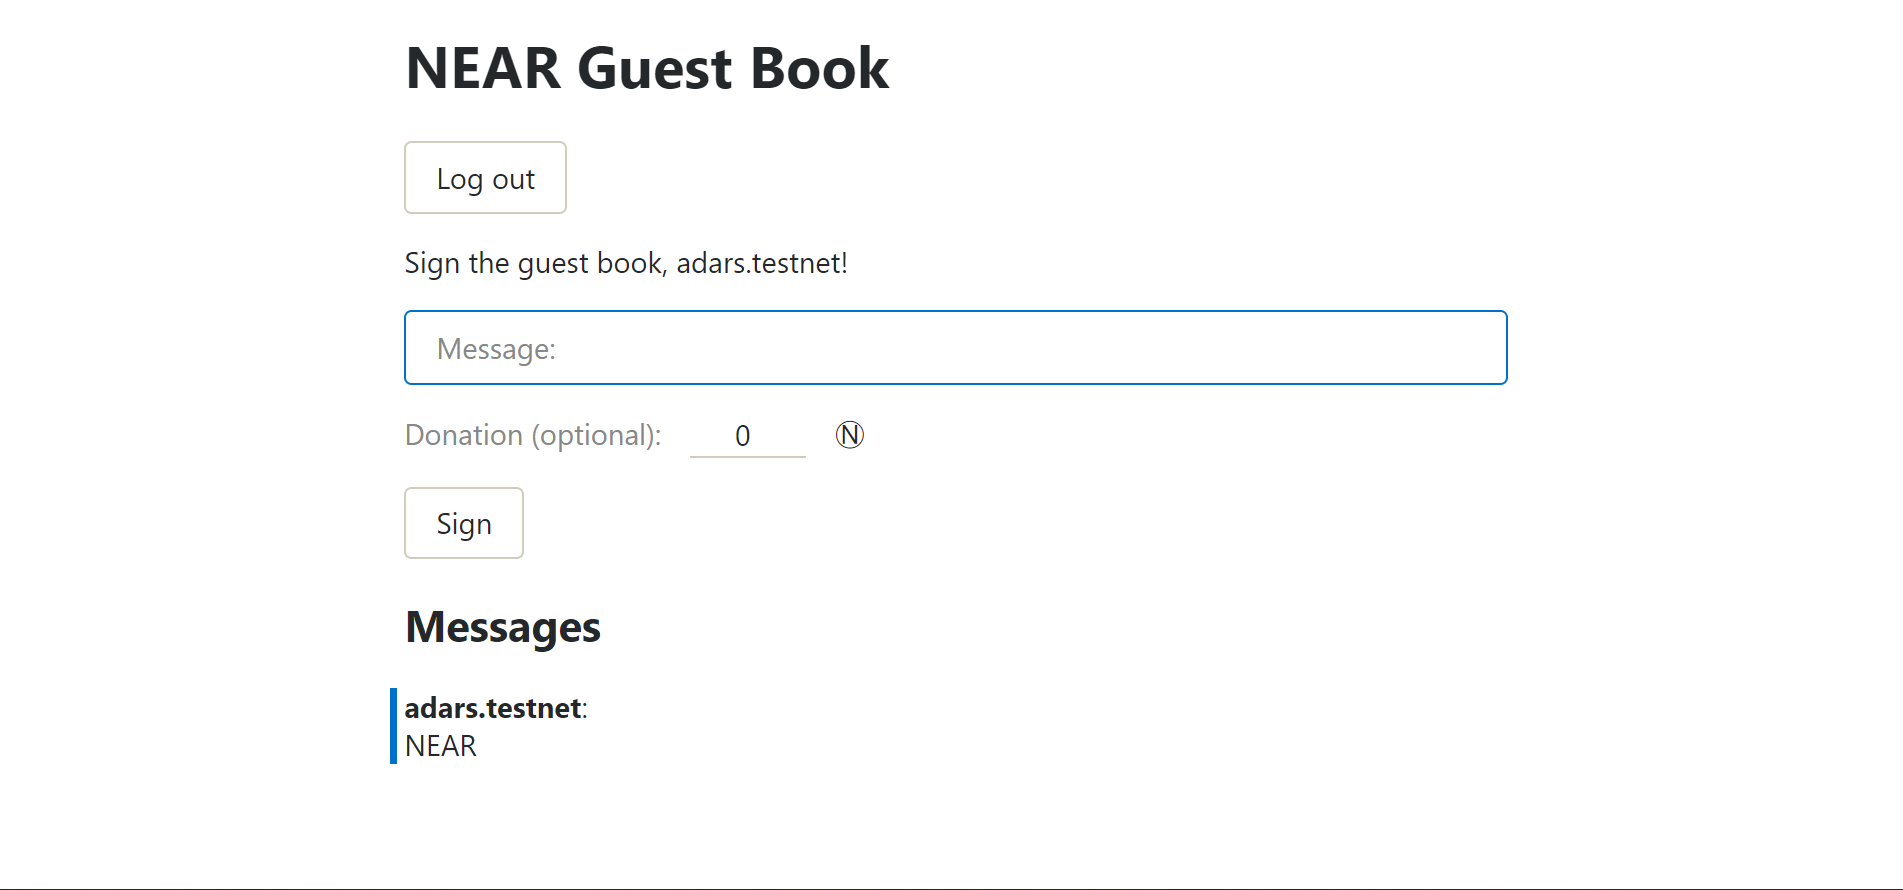 NEAR Guest Book
Log out
Sign the guest book, adars.testnet!
Message:
Donation (optional): 0 Ⓝ
Sign
Messages
adars.testnet:
NEAR